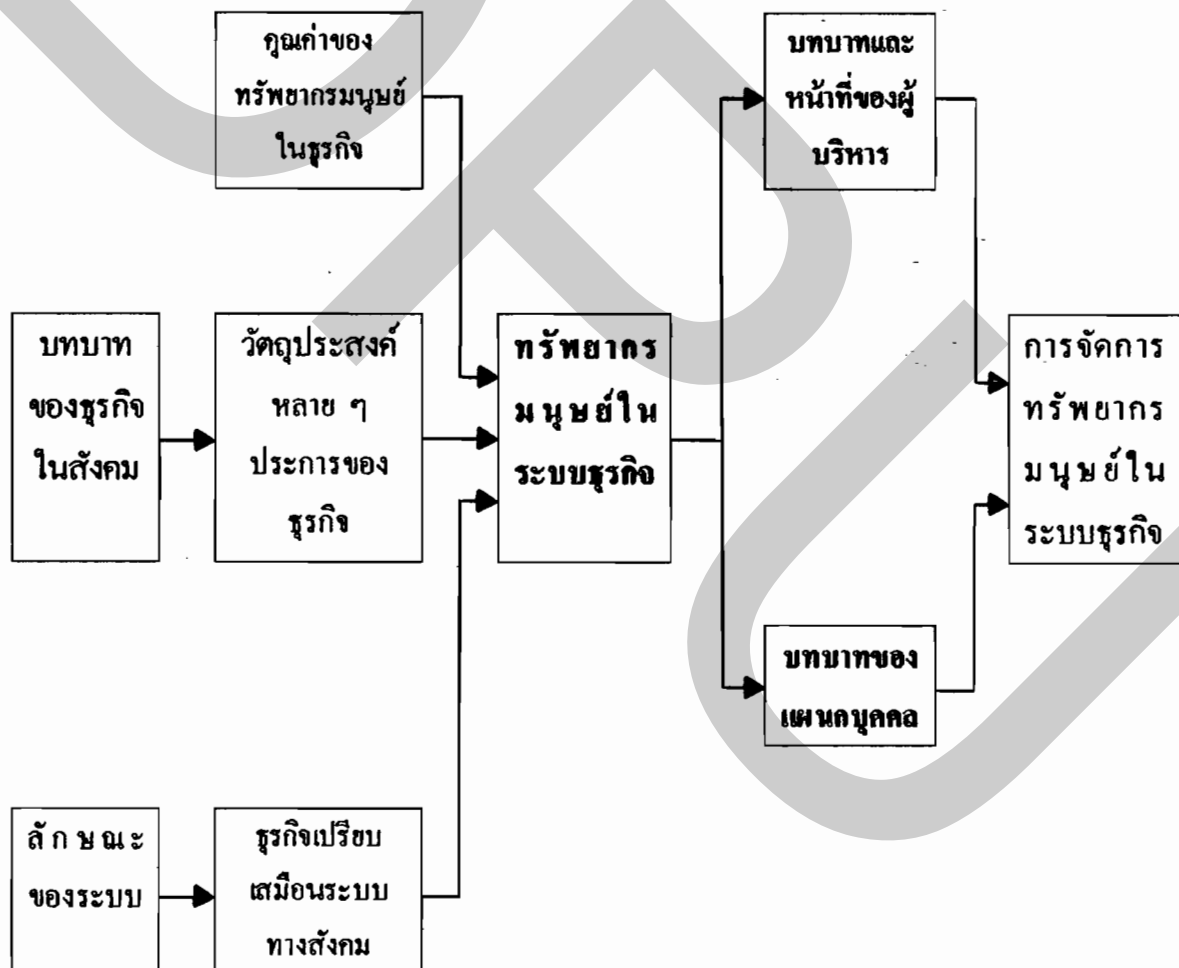 คุณค่าของ
ทรัพยากรมนุษย์
ในธุรกิจ
บทบาทและ
หน้าที่ของผู้
บริหาร
บทบาท
ของธุรกิจ
ในสังคม
วัตถุประสงค์
หลาย ๆ
ประการของ
ธุรกิจ
ทรัพยากร
มนุษย์ใน
ระบบธุรกิจ
การจัดการ
ทรัพยากร
มนุษย์ใน
ระบบธุรกิจ
บทบาทของ
แผนกบุคคล
ลักษณะ
ของระบบ
ธุรกิจเปรียบ
เสมือนระบบ
ทางสังคม